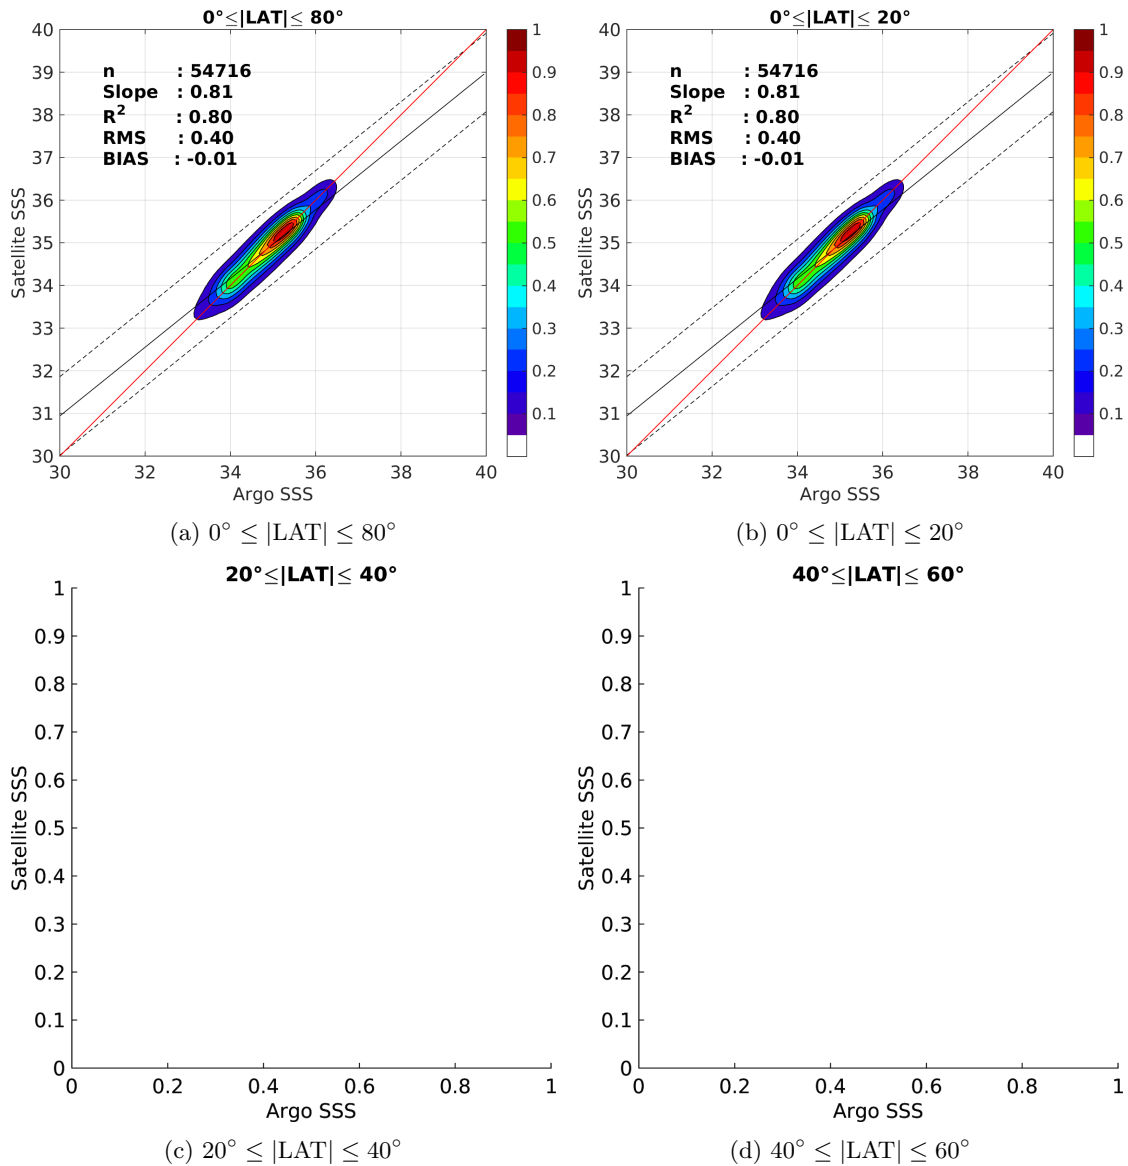 0°≤|LAT|≤ 80°
40
39
38
37
36
35
34
33
32
31
30
Satellite SSS
n : 54716
Slope : 0.81
R² : 0.80
RMS : 0.40
BIAS : -0.01
30 32 34 36 38 40
Argo SSS
1
0.9
0.8
0.7
0.6
0.5
0.4
0.3
0.2
0.1
(a) 0° ≤ |LAT| ≤ 80°
0°≤|LAT|≤ 20°
40
39
38
37
36
35
34
33
32
31
30
Satellite SSS
n : 54716
Slope : 0.81
R² : 0.80
RMS : 0.40
BIAS : -0.01
30 32 34 36 38 40
Argo SSS
1
0.9
0.8
0.7
0.6
0.5
0.4
0.3
0.2
0.1
(b) 0° ≤ |LAT| ≤ 20°
20°≤|LAT|≤ 40°
1
0.9
0.8
0.7
0.6
0.5
0.4
0.3
0.2
0.1
0
Satellite SSS
0 0.2 0.4 0.6 0.8 1
Argo SSS
(c) 20° ≤ |LAT| ≤ 40°
40°≤|LAT|≤ 60°
1
0.9
0.8
0.7
0.6
0.5
0.4
0.3
0.2
0.1
0
Satellite SSS
0 0.2 0.4 0.6 0.8 1
Argo SSS
(d) 40° ≤ |LAT| ≤ 60°